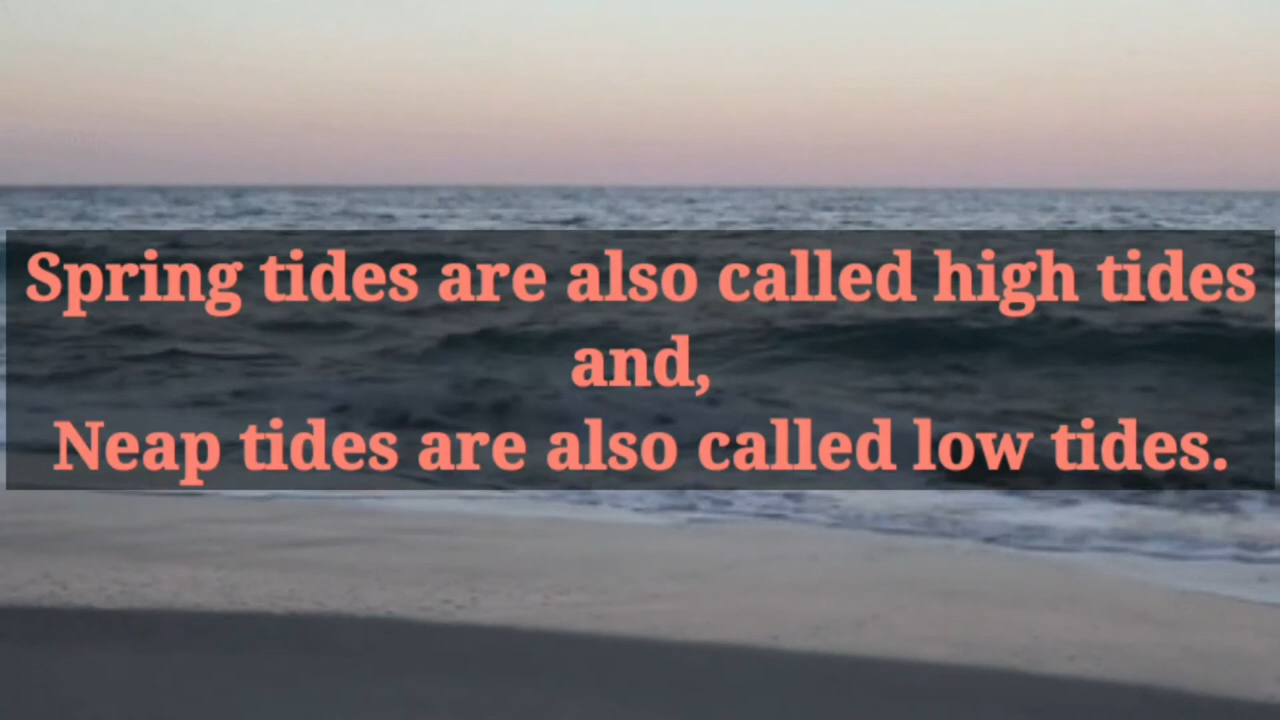 Spring tides are also called high tides
and,
Neap tides are also called low tides.